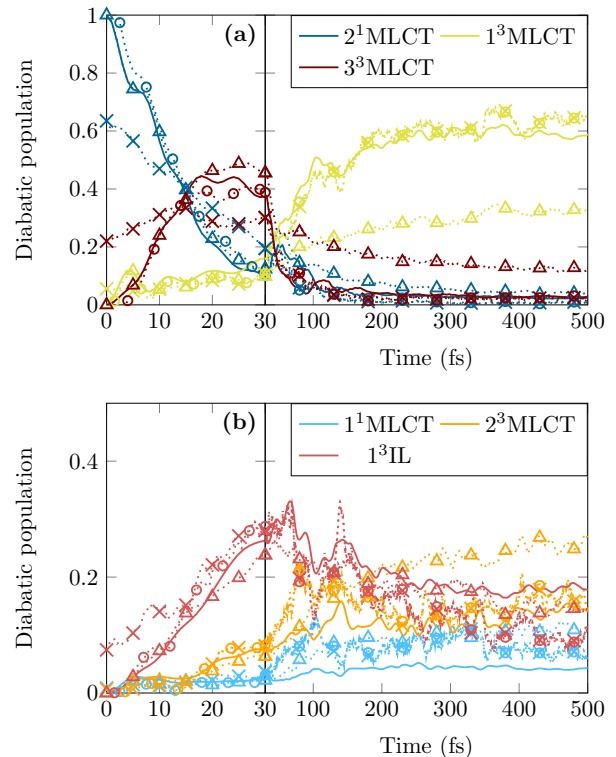 (a)
2¹MLCT 1³MLCT
3³MLCT
Diabatic population
1
0.8
0.6
0.4
0.2
0
0 10 20 30 100 200 300 400 500
Time (fs)
(b)
1¹MLCT 2³MLCT
1³IL
Diabatic population
0.4
0.2
0
0 10 20 30 100 200 300 400 500
Time (fs)